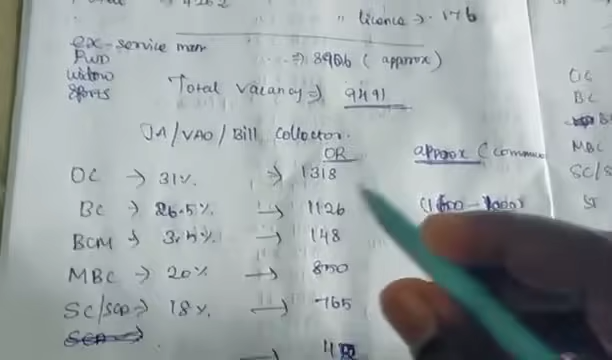 licence → 176
ex-service men
PWD
widow
sports
⇒ 8906 (approx)
Total vacancy ⇒ 9491
JA/VAO/Bill Collector.
OR
approx (commun
OC → 31% ⇒ 1318
BC → 26.5% → 1126
BCM → 3.5% → 148
MBC → 20% → 850
SC/SCA → 18% → 765
OC
BC
MBC
SC/S
ST